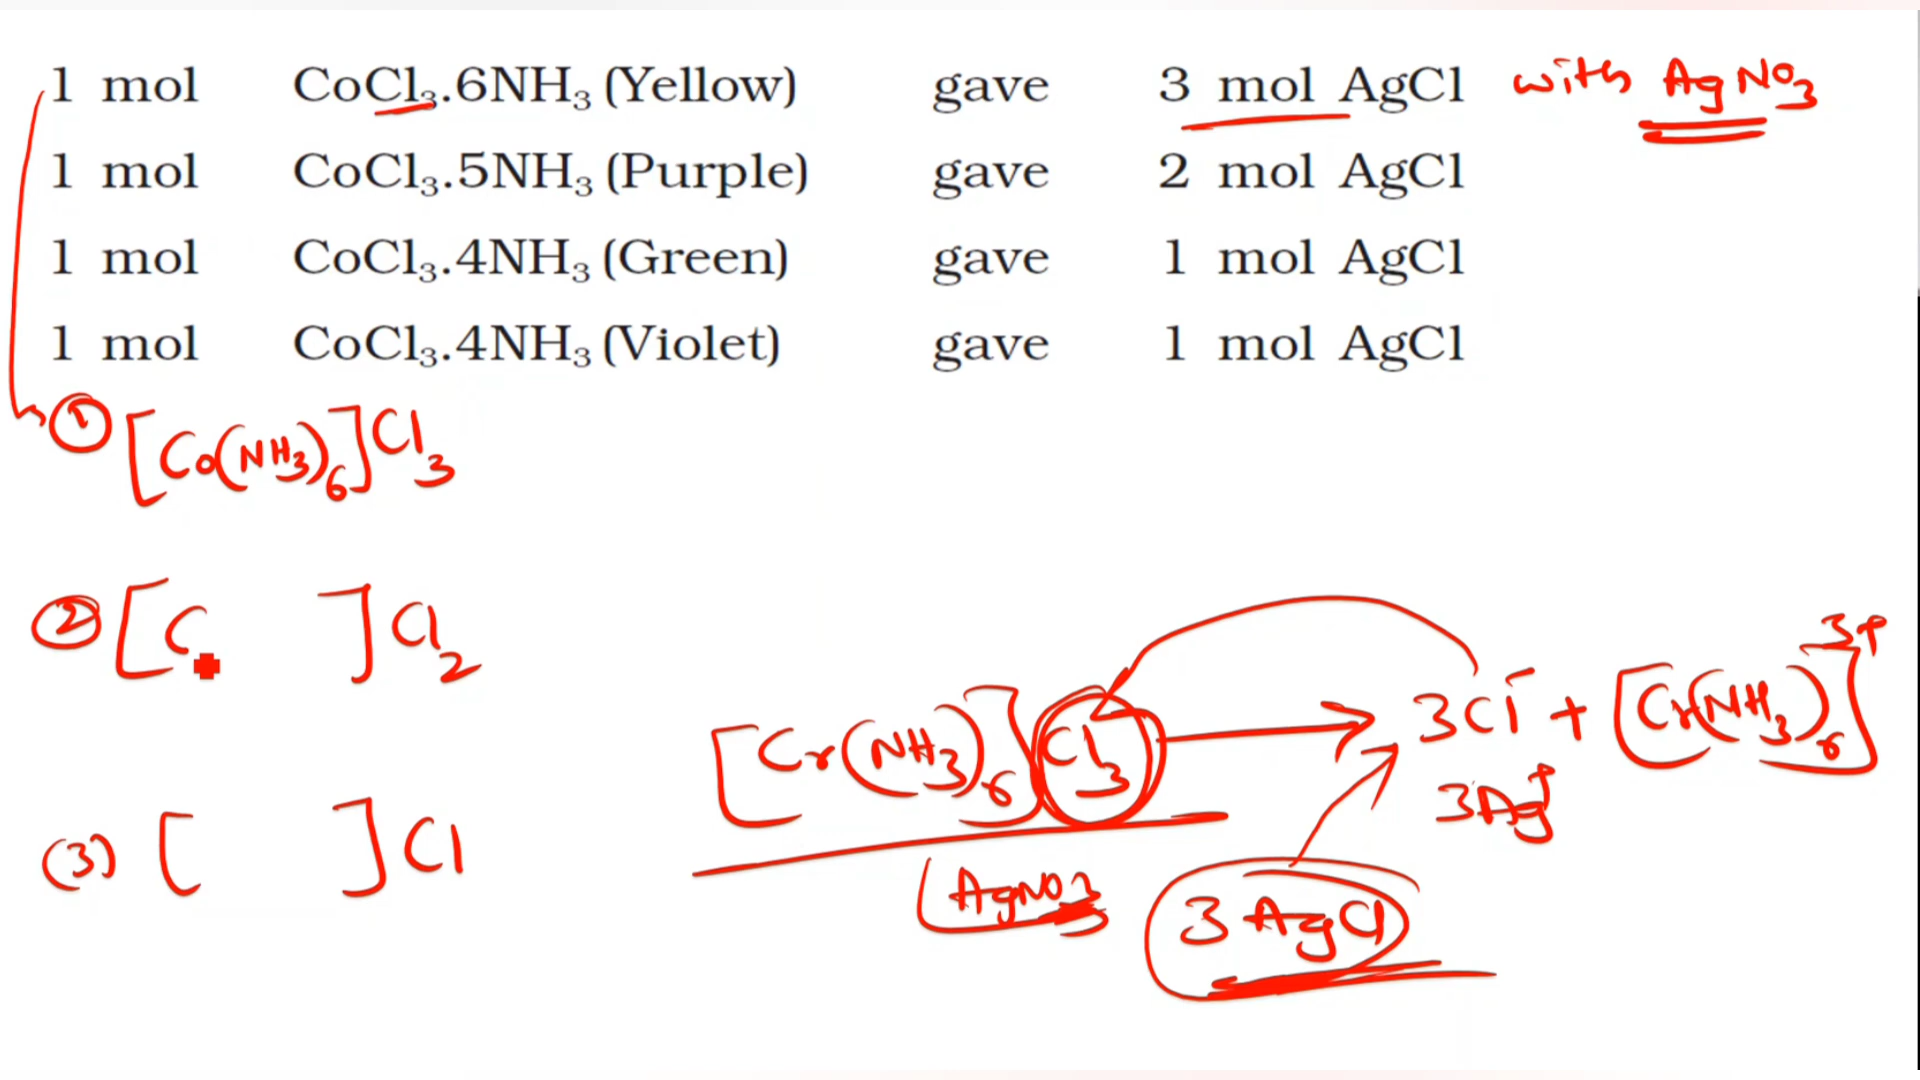 1 mol CoCl₃.6NH₃ (Yellow) gave 3 mol AgCl with AgNO₃
1 mol CoCl₃.5NH₃ (Purple) gave 2 mol AgCl
1 mol CoCl₃.4NH₃ (Green) gave 1 mol AgCl
1 mol CoCl₃.4NH₃ (Violet) gave 1 mol AgCl
① [Co(NH₃)₆]Cl₃
② [C ]Cl₂
[Cr(NH₃)₆]Cl₃ → 3Cl⁻ + [Cr(NH₃)₆]³⁺
3Ag⁺
(3) [ ]Cl
AgNO₃
3 AgCl